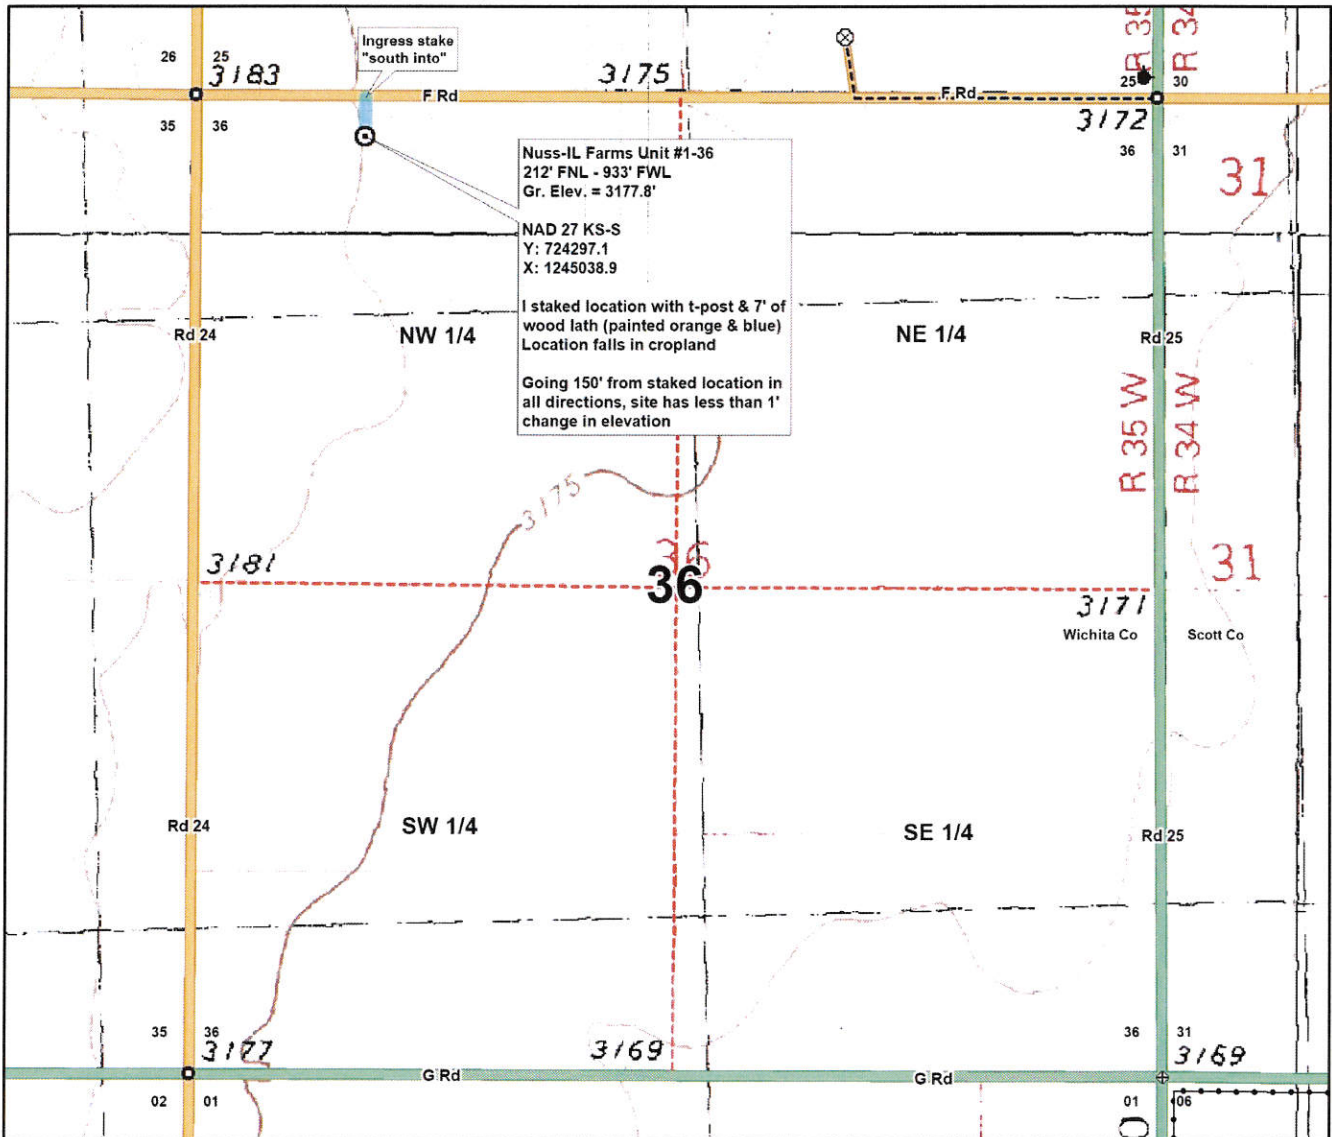 Ingress stake
"south into"
R 35
R 34
26 25
3183
3175
25 30
F Rd
F Rd
35 36
3172
36 31
31
Nuss-IL Farms Unit #1-36
212' FNL - 933' FWL
Gr. Elev. = 3177.8'
NAD 27 KS-S
Y: 724297.1
X: 1245038.9
I staked location with t-post & 7' of
wood lath (painted orange & blue)
Location falls in cropland
Going 150' from staked location in
all directions, site has less than 1'
change in elevation
Rd 24
NW 1/4
NE 1/4
Rd 25
R 35 W
R 34 W
3175
3181
36
36
31
3171
Wichita Co
Scott Co
Rd 24
SW 1/4
SE 1/4
Rd 25
35 36
3177
3169
36 31
3169
G Rd
G Rd
02 01
01 06